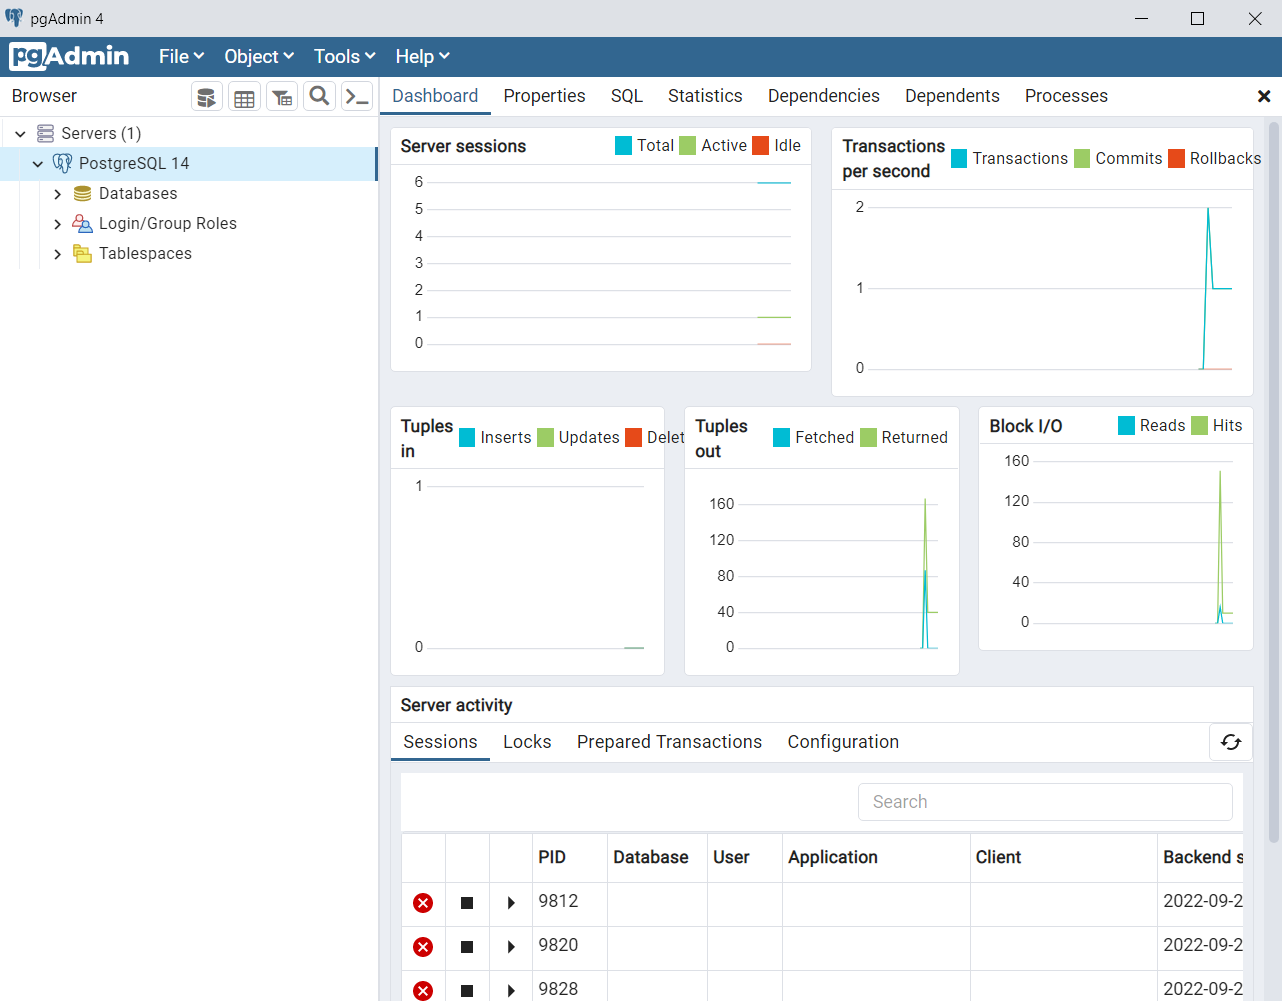 pgAdmin 4
pgAdmin File Object Tools Help
Browser
Dashboard Properties SQL Statistics Dependencies Dependents Processes
Servers (1)
PostgreSQL 14
Databases
Login/Group Roles
Tablespaces
Server sessions Total Active Idle
6
5
4
3
2
1
0
Transactions per second Transactions Commits Rollbacks
2
1
0
Tuples in Inserts Updates Delet
1
0
Tuples out Fetched Returned
160
120
80
40
0
Block I/O Reads Hits
160
120
80
40
0
Server activity
Sessions Locks Prepared Transactions Configuration
Search
PID Database User Application Client Backend s
9812 2022-09-2
9820 2022-09-2
9828 2022-09-2